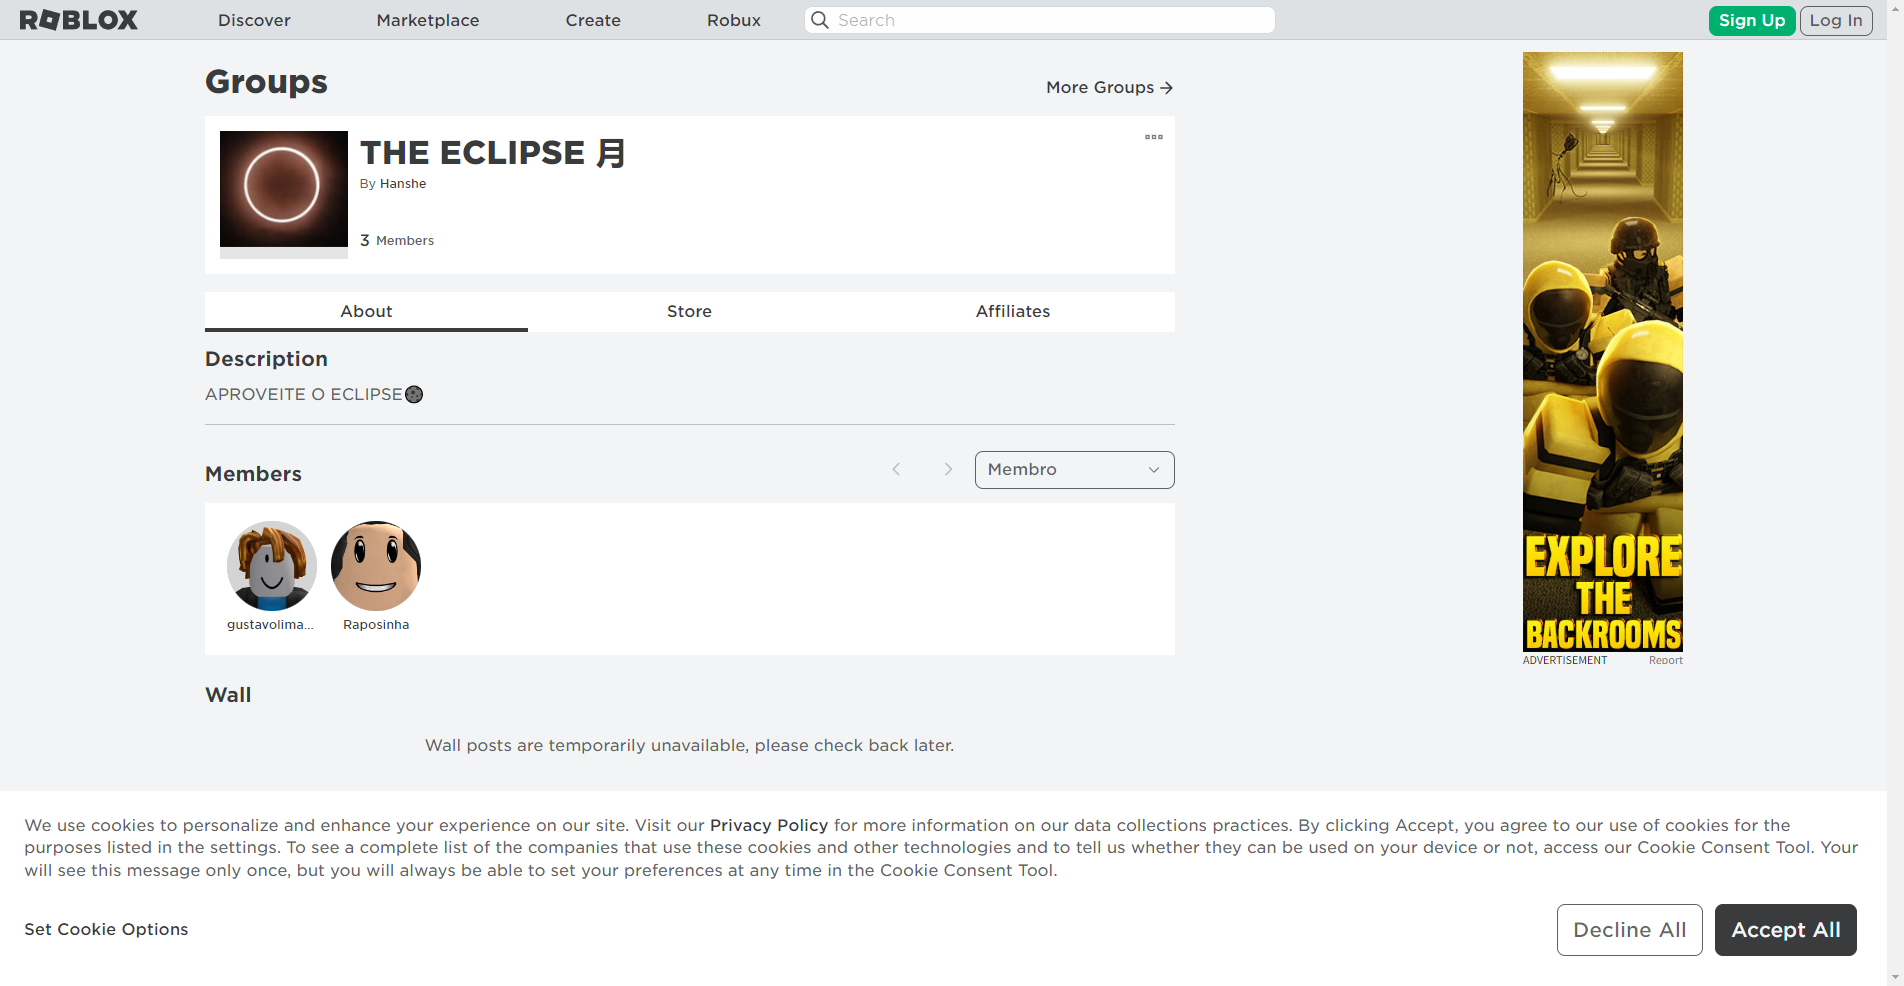 ROBLOX
Discover
Marketplace
Create
Robux
Search
Sign Up
Log In
Groups
More Groups
THE ECLIPSE 月
By Hanshe
3 Members
About
Store
Affiliates
Description
APROVEITE O ECLIPSE🌑
Members
Membro
gustavolima...
Raposinha
Wall
Wall posts are temporarily unavailable, please check back later.
EXPLORE
THE
BACKROOMS
ADVERTISEMENT
Report
We use cookies to personalize and enhance your experience on our site. Visit our Privacy Policy for more information on our data collections practices. By clicking Accept, you agree to our use of cookies for the
purposes listed in the settings. To see a complete list of the companies that use these cookies and other technologies and to tell us whether they can be used on your device or not, access our Cookie Consent Tool. Your
will see this message only once, but you will always be able to set your preferences at any time in the Cookie Consent Tool.
Set Cookie Options
Decline All
Accept All